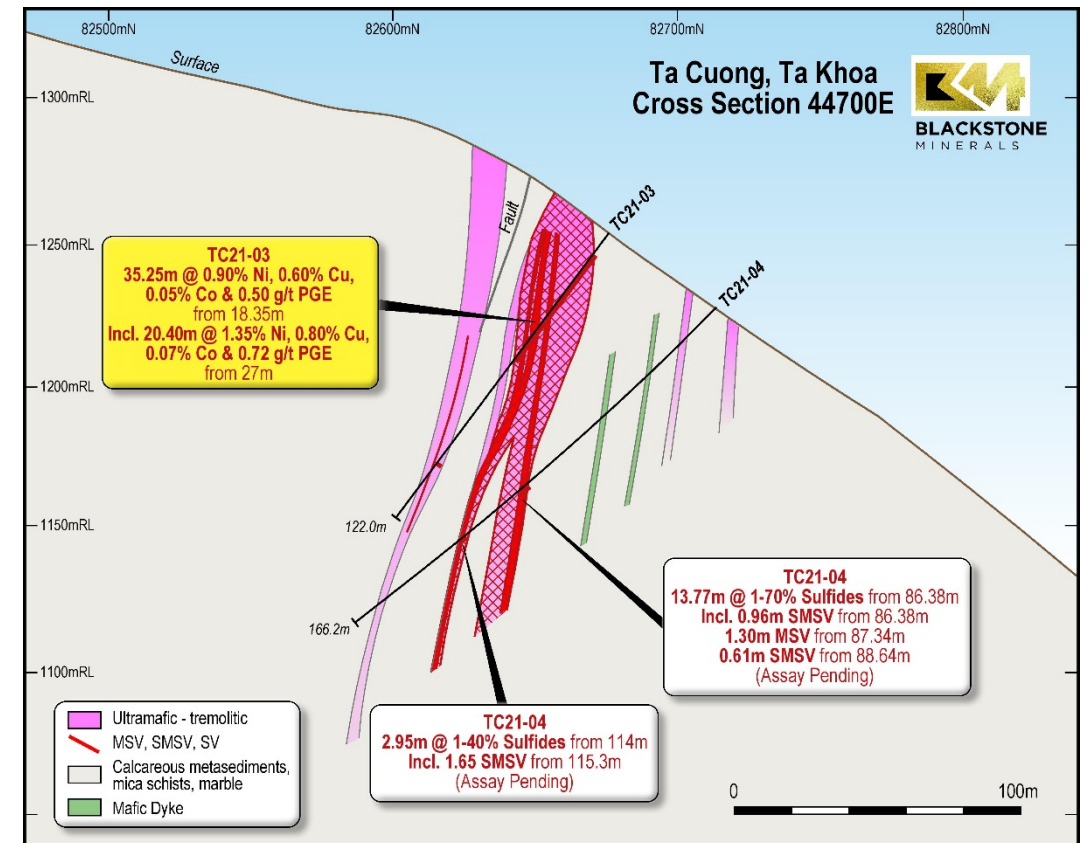 82500mN
82600mN
82700mN
82800mN
Surface
Ta Cuong, Ta Khoa
Cross Section 44700E
BLACKSTONE
MINERALS
1300mRL
1250mRL
1200mRL
1150mRL
1100mRL
Fault
TC21-03
TC21-04
TC21-03
35.25m @ 0.90% Ni, 0.60% Cu,
0.05% Co & 0.50 g/t PGE
from 18.35m
Incl. 20.40m @ 1.35% Ni, 0.80% Cu,
0.07% Co & 0.72 g/t PGE
from 27m
122.0m
166.2m
TC21-04
13.77m @ 1-70% Sulfides from 86.38m
Incl. 0.96m SMSV from 86.38m
1.30m MSV from 87.34m
0.61m SMSV from 88.64m
(Assay Pending)
TC21-04
2.95m @ 1-40% Sulfides from 114m
Incl. 1.65 SMSV from 115.3m
(Assay Pending)
Ultramafic - tremolitic
MSV, SMSV, SV
Calcareous metasediments,
mica schists, marble
Mafic Dyke
0
100m